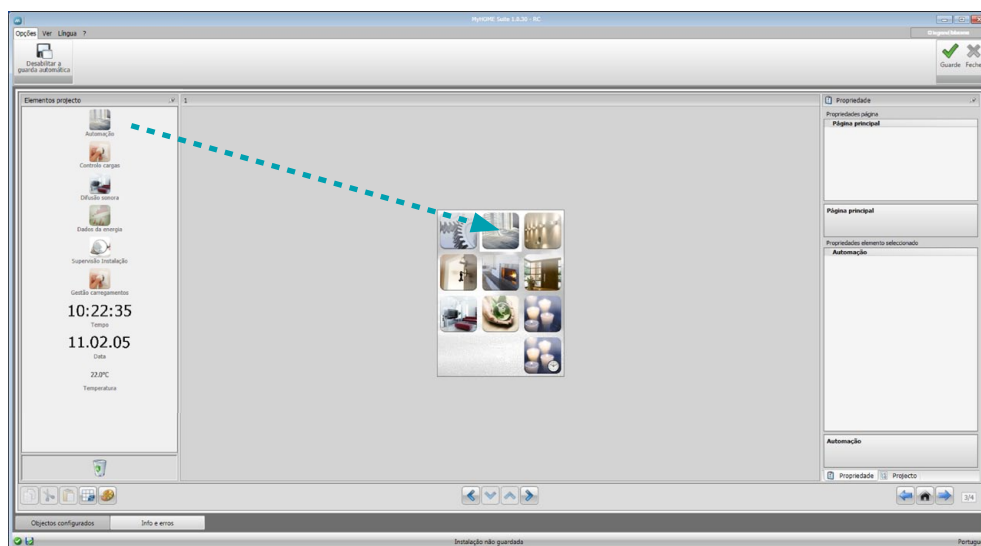 MyHOME Suite 1.0.30 - RC
Opções Ver Língua ?
Desabilitar a
guarda automática
Guarde Feche
Elementos projecto
1
Propriedade
Automação
Controla cargas
Difusão sonora
Dados da energia
Supervisão Instalação
Gestão carregamentos
10:22:35
Tempo
11.02.05
Data
22.0°C
Temperatura
Propriedades página
Página principal
Página principal
Propriedades elemento seleccionado
Automação
Automação
Propriedade Projecto
3/4
Objectos configurados Info e erros
Instalação não guardada
Portugu